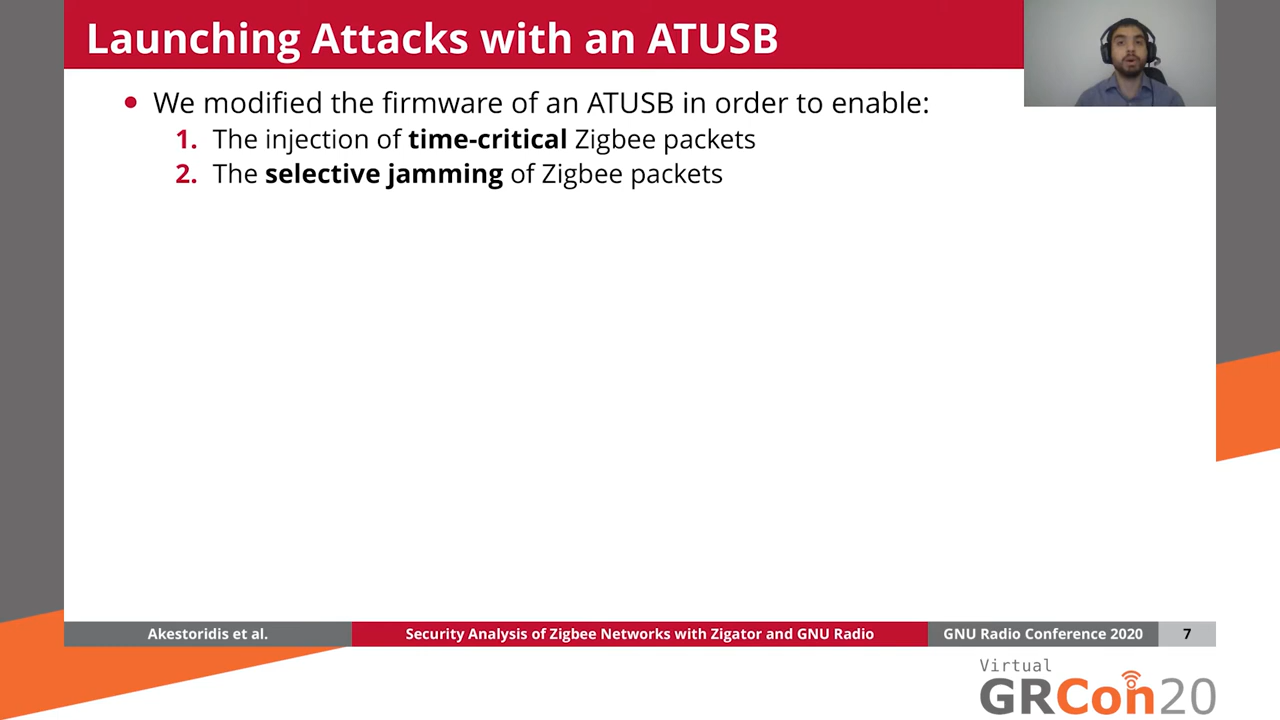 Launching Attacks with an ATUSB
• We modified the firmware of an ATUSB in order to enable:
1. The injection of time-critical Zigbee packets
2. The selective jamming of Zigbee packets
Akestoridis et al.
Security Analysis of Zigbee Networks with Zigator and GNU Radio
GNU Radio Conference 2020
7
Virtual
GRCon20